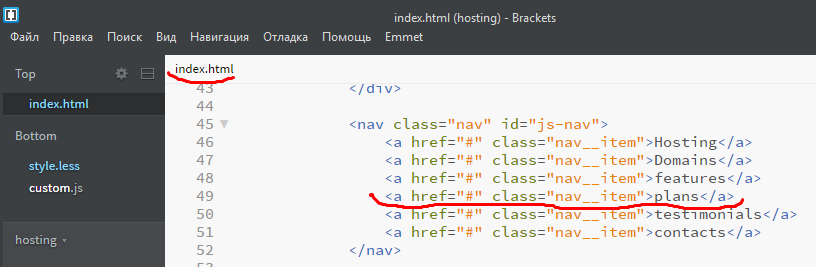 index.html (hosting) - Brackets
Файл Правка Поиск Вид Навигация Отладка Помощь Emmet
Top
index.html
Bottom
style.less
custom.js
hosting
index.html
43 </div>
44
45 <nav class="nav" id="js-nav">
46 <a href="#" class="nav__item">Hosting</a>
47 <a href="#" class="nav__item">Domains</a>
48 <a href="#" class="nav__item">features</a>
49 <a href="#" class="nav__item">plans</a>
50 <a href="#" class="nav__item">testimonials</a>
51 <a href="#" class="nav__item">contacts</a>
52 </nav>
53